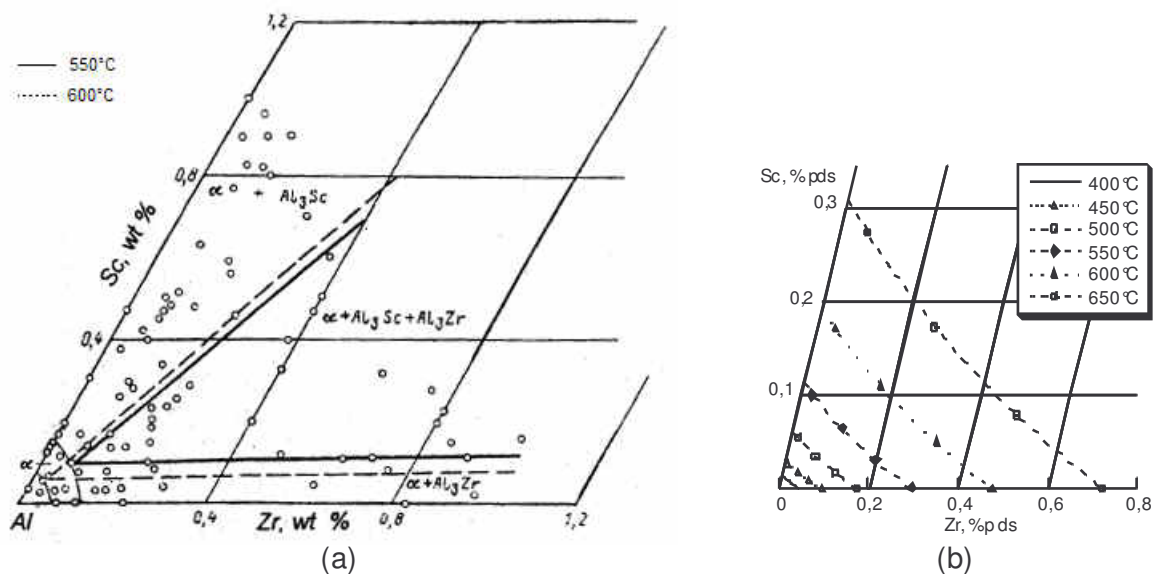 1,2
550°C
600°C
0,8
α + Al₃Sc
Sc, wt %
α+Al₃Sc+Al₃Zr
0,4
α
α+Al₃Zr
Al
0,4
Zr, wt %
0,8
1,2
(a)
Sc, %pds
0,3
0,2
0,1
400°C
450°C
500°C
550°C
600°C
650°C
0
0,2
0,4
0,6
0,8
Zr, %pds
(b)